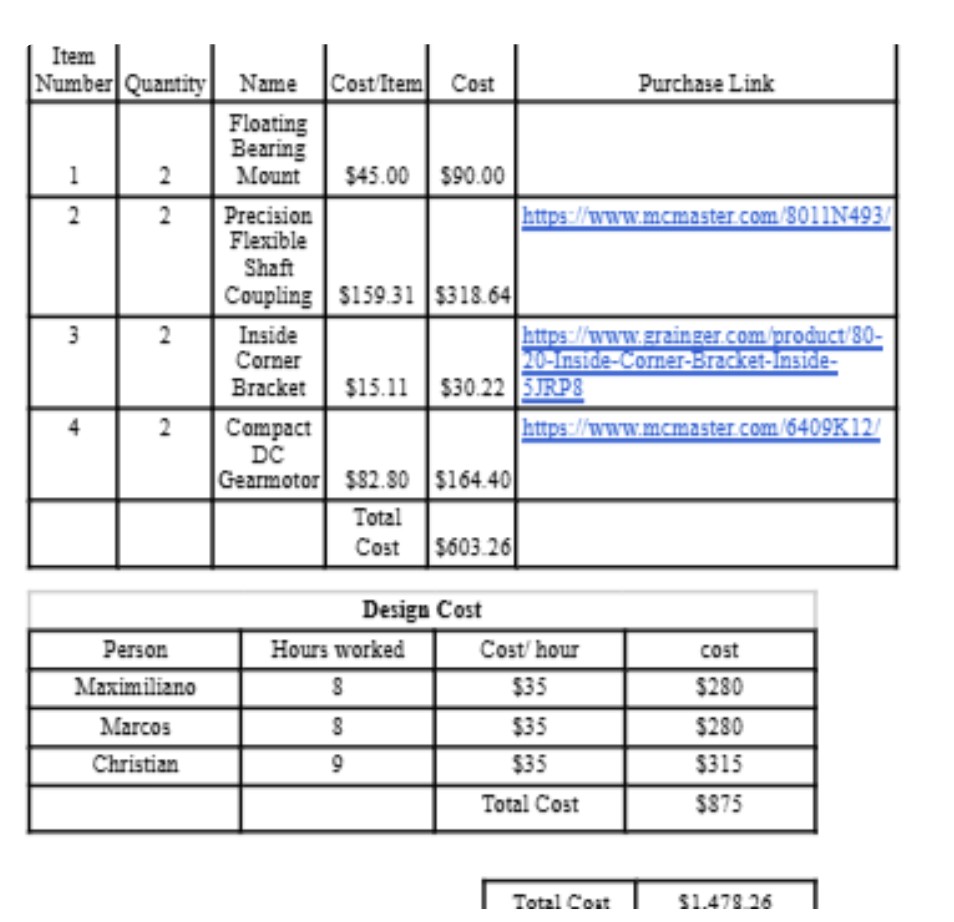 Item Number Quantity Name Cost/Item Cost Purchase Link
1 2 Floating Bearing Mount $45.00 $90.00
2 2 Precision Flexible Shaft Coupling $159.31 $318.64 https://www.mcmaster.com/8011N493/
3 2 Inside Corner Bracket $15.11 $30.22 https://www.grainger.com/product/80-20-Inside-Corner-Bracket-Inside-5JRP8
4 2 Compact DC Gearmotor $82.80 $164.40 https://www.mcmaster.com/6409K12/
Total Cost $603.26
Design Cost
Person Hours worked Cost/ hour cost
Maximiliano 8 $35 $280
Marcos 8 $35 $280
Christian 9 $35 $315
Total Cost $875
Total Cost $1,478.26